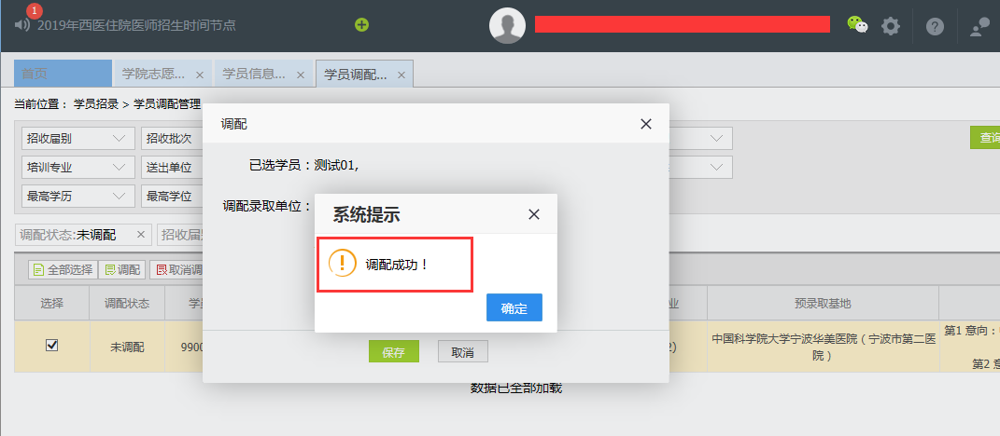 1
2019年西医住院医师招生时间节点
首页
学院志愿...
学员信息...
学员调配...
当前位置： 学员招录 > 学员调配管理
调配
招收届别
招收批次
查询
已选学员：测试01,
培训专业
送出单位
调配录取单位：
最高学历
最高学位
系统提示
调配状态:未调配
招收届别
调配成功！
全部选择
调配
取消调
确定
选择
调配状态
学员
业
预录取基地
未调配
9900
2)
中国科学院大学宁波华美医院（宁波市第二医
院）
第1 意向：
第2 意
保存
取消
数据已全部加载